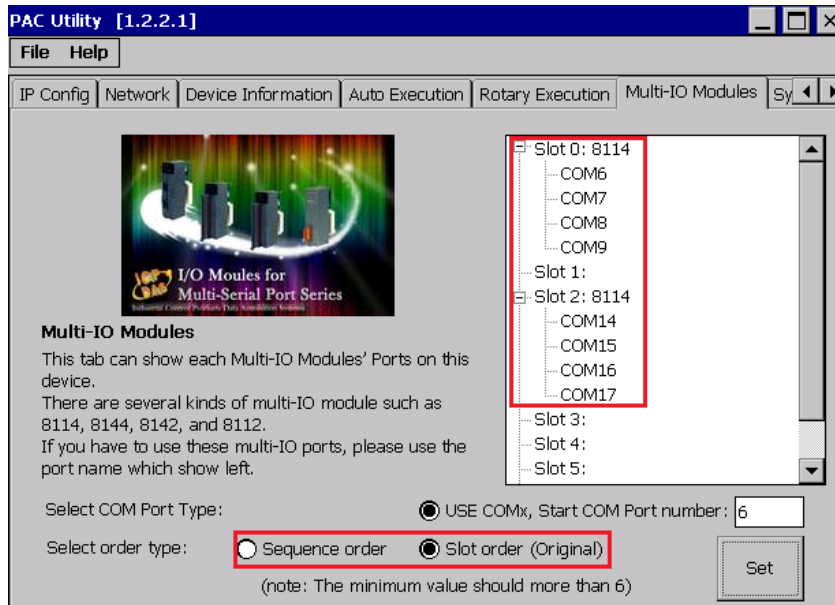 PAC Utility [1.2.2.1]
File Help
IP Config Network Device Information Auto Execution Rotary Execution Multi-IO Modules Sy
I/O Moules for
Multi-Serial Port Series
Multi-IO Modules
This tab can show each Multi-IO Modules' Ports on this
device.
There are several kinds of multi-IO module such as
8114, 8144, 8142, and 8112.
If you have to use these multi-IO ports, please use the
port name which show left.
Slot 0: 8114
COM6
COM7
COM8
COM9
Slot 1:
Slot 2: 8114
COM14
COM15
COM16
COM17
Slot 3:
Slot 4:
Slot 5:
Select COM Port Type:
USE COMx, Start COM Port number: 6
Select order type:
Sequence order Slot order (Original)
Set
(note: The minimum value should more than 6)